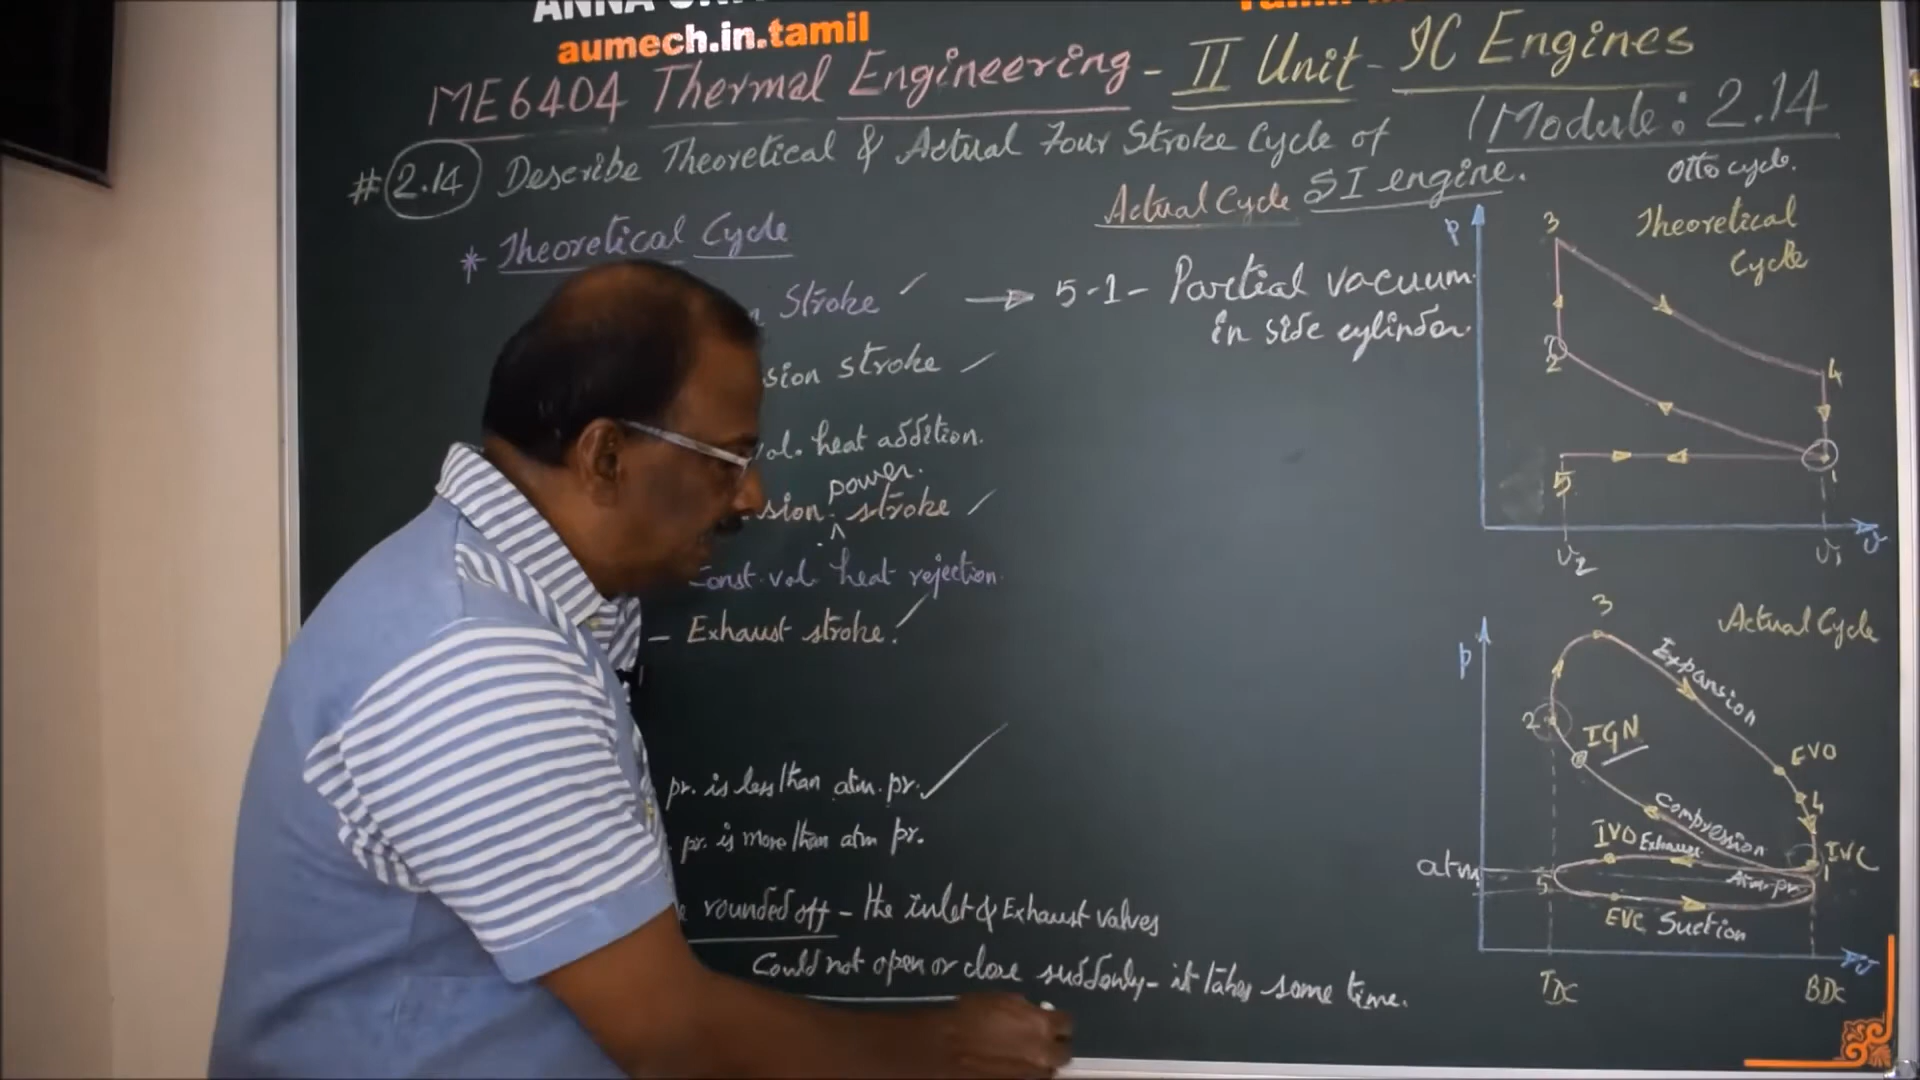 ANNA
aumech.in.tamil
ME6404 Thermal Engineering - II Unit - IC Engines
Module: 2.14
# 2.14 Describe Theoretical & Actual Four Stroke Cycle of
SI engine.
* Theoretical Cycle
Stroke
sion stroke
vol. heat addition.
power.
sion stroke
Const. vol. heat rejection.
- Exhaust stroke.
pr. is less than atm. pr.
pr. is more than atm pr.
rounded off - the inlet & Exhaust valves
Could not open or close suddenly - it takes some time.
Actual Cycle
→ 5-1- Partial vacuum
in side cylinder.
Otto cycle.
Theoretical
Cycle
p
3
2
4
5
1
v2
v1
v
Actual Cycle
p
3
Expansion
2
IGN
EVO
4
Compression
IVO Exhaust
IVC
atm
5
Atm. pr
1
EVC Suction
v
TDC
BDC